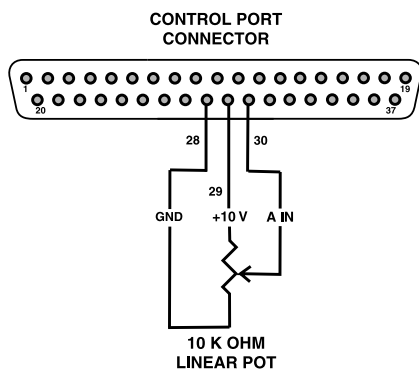 CONTROL PORT
CONNECTOR
1
19
20
37
28
30
29
GND
+10 V
A IN
10 K OHM
LINEAR POT